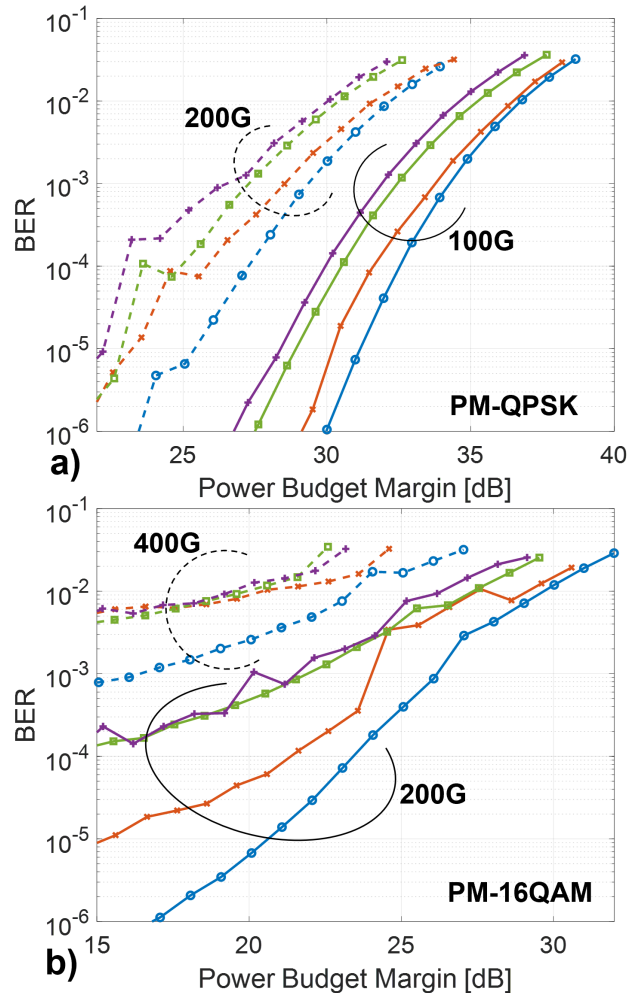 10^-1
10^-2
10^-3
10^-4
10^-5
10^-6
BER
200G
100G
PM-QPSK
a)
25
30
35
40
Power Budget Margin [dB]
10^-1
10^-2
10^-3
10^-4
10^-5
10^-6
BER
400G
200G
PM-16QAM
b)
15
20
25
30
Power Budget Margin [dB]